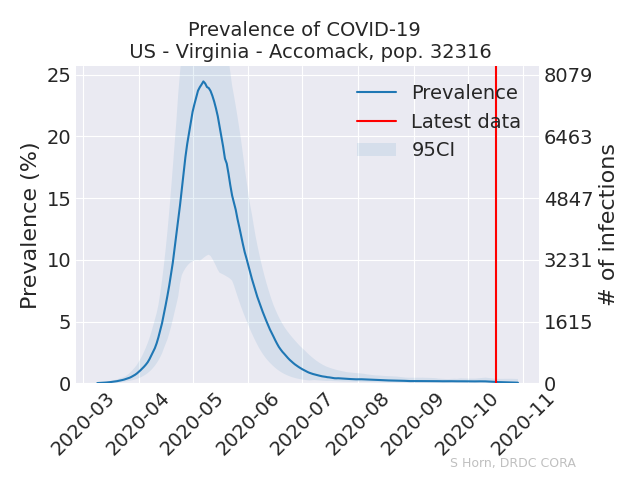 Prevalence of COVID-19
US - Virginia - Accomack, pop. 32316
Prevalence (%)
25
20
15
10
5
0
Prevalence
Latest data
95CI
8079
6463
4847
3231
1615
0
# of infections
2020-03
2020-04
2020-05
2020-06
2020-07
2020-08
2020-09
2020-10
2020-11
S Horn, DRDC CORA